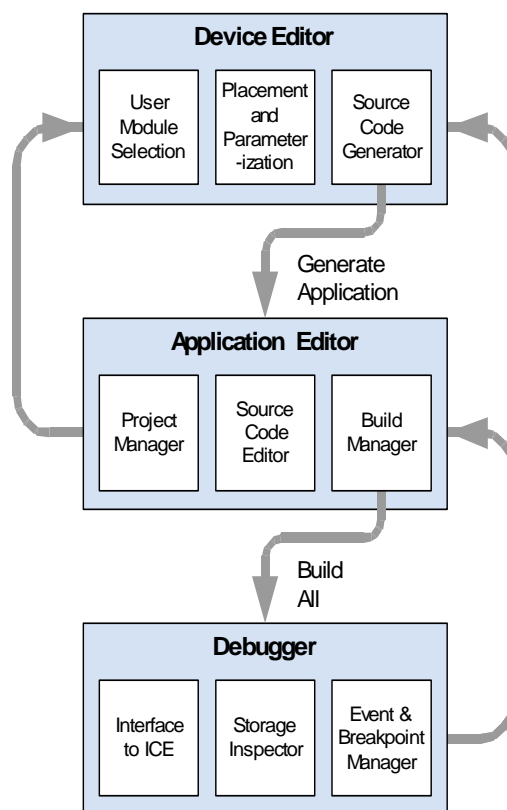 Device Editor
User
Module
Selection
Placement
and
Parameter
-ization
Source
Code
Generator
Generate
Application
Application Editor
Project
Manager
Source
Code
Editor
Build
Manager
Build
All
Debugger
Interface
to ICE
Storage
Inspector
Event &
Breakpoint
Manager